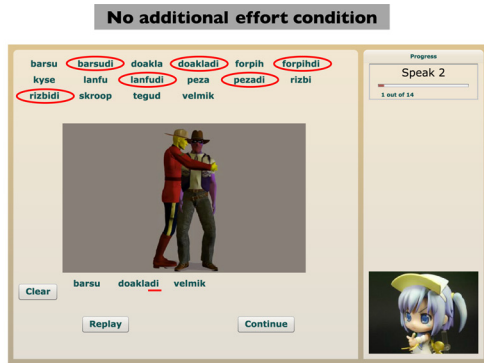 No additional effort condition
barsu barsudi doakla doakladi forpih forpihdi
kyse lanfu lanfudi peza pezadi rizbi
rizbidi skroop tegud velmik
Progress
Speak 2
1 out of 14
barsu doakladi velmik
Clear
Replay Continue